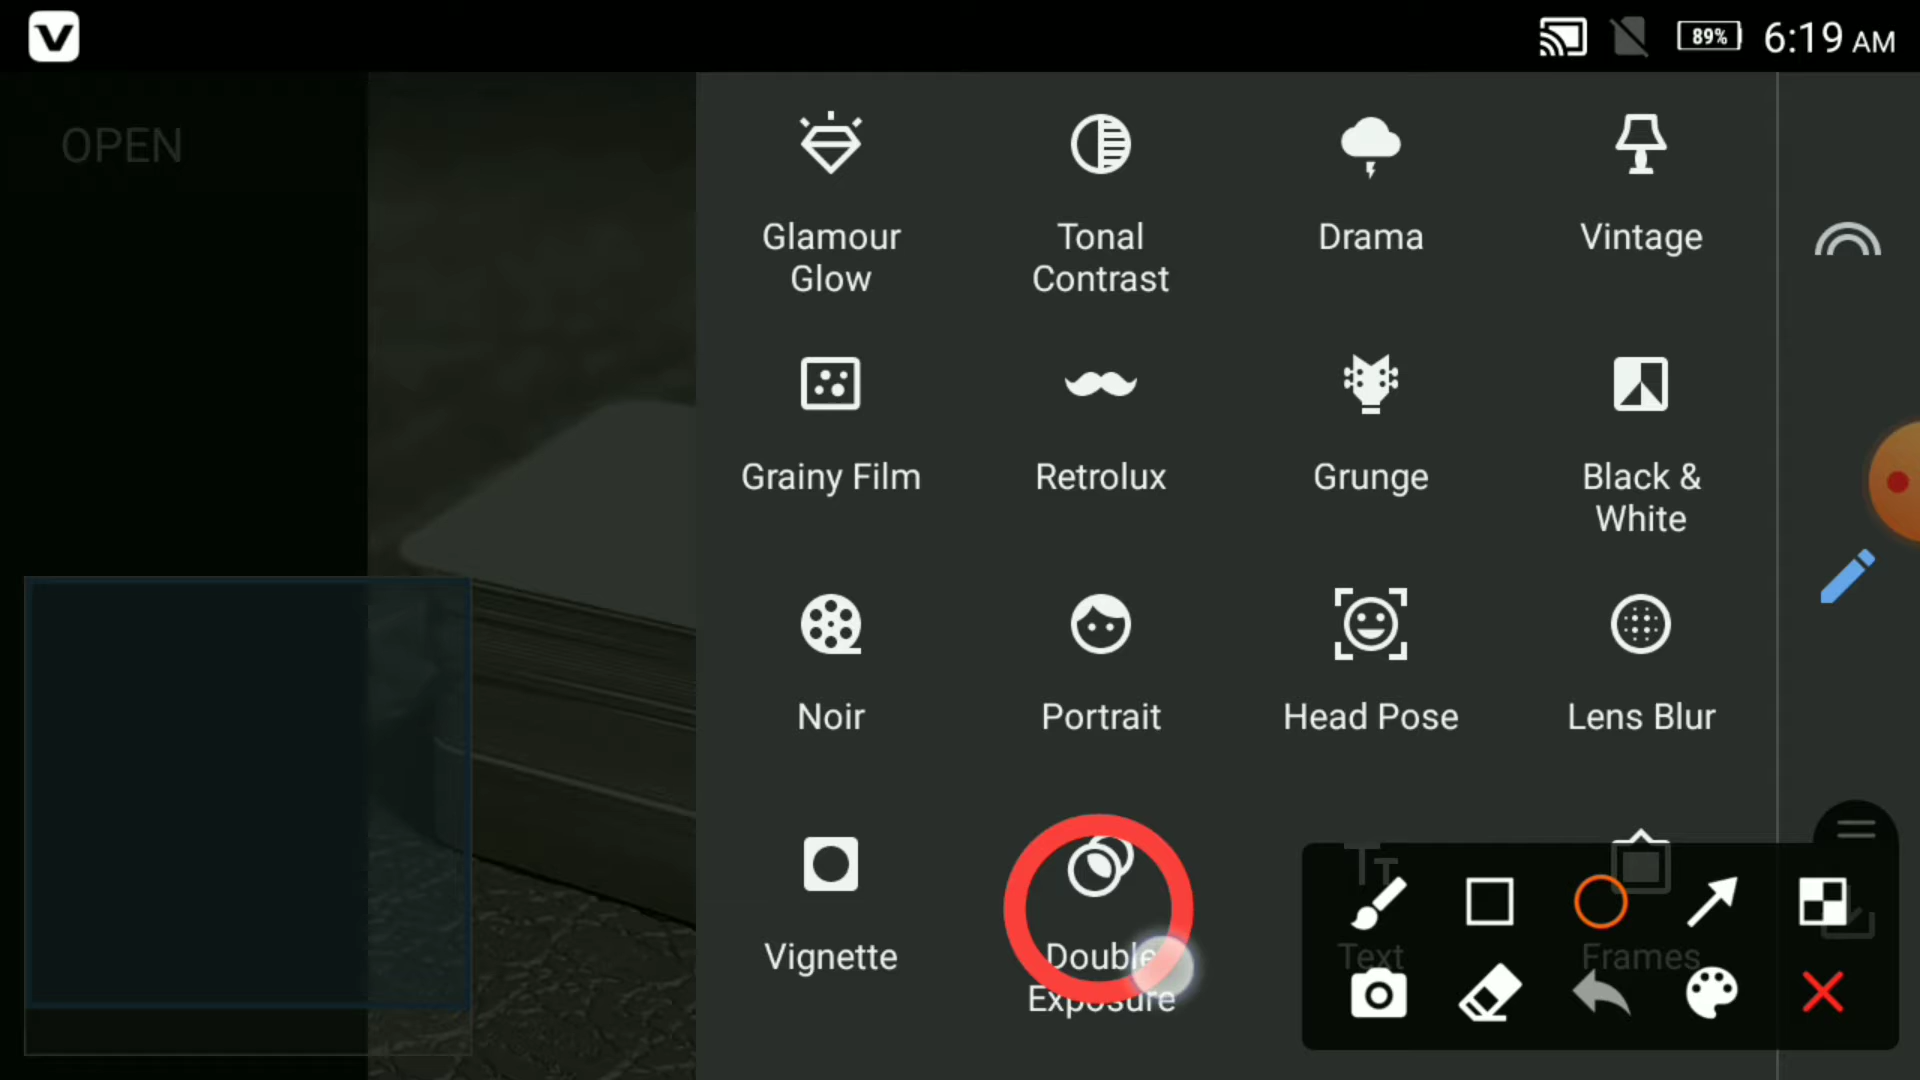 V
89% 6:19 AM
OPEN
Glamour
Glow
Tonal
Contrast
Drama
Vintage
Grainy Film
Retrolux
Grunge
Black &
White
Noir
Portrait
Head Pose
Lens Blur
Vignette
Double
Exposure
Tt
Text
Frames